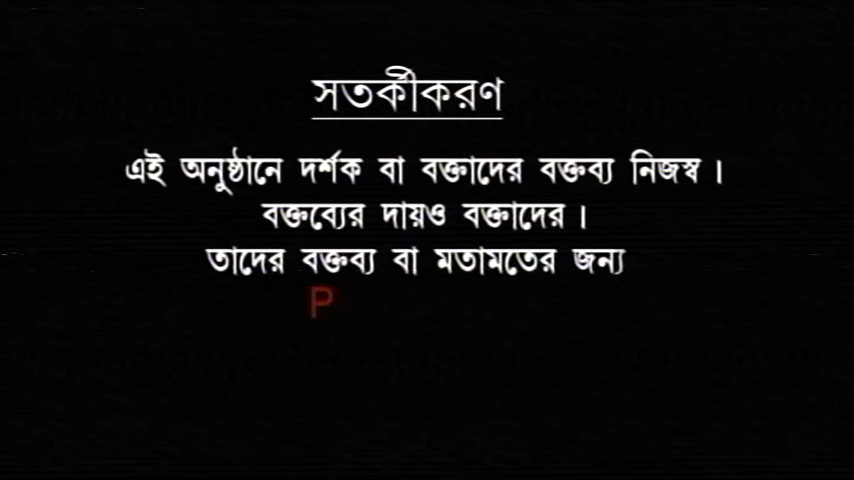 সতর্কীকরণ
এই অনুষ্ঠানে দর্শক বা বক্তাদের বক্তব্য নিজস্ব।
বক্তব্যের দায়ও বক্তাদের।
তাদের বক্তব্য বা মতামতের জন্য
P